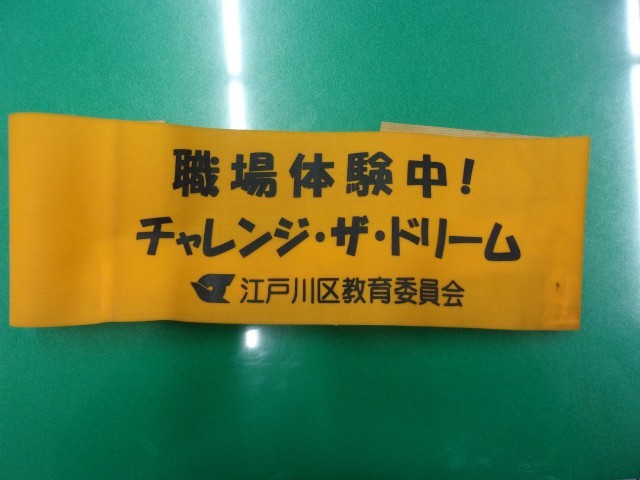 職場体験中!
チャレンジ・ザ・ドリーム
江戸川区教育委員会